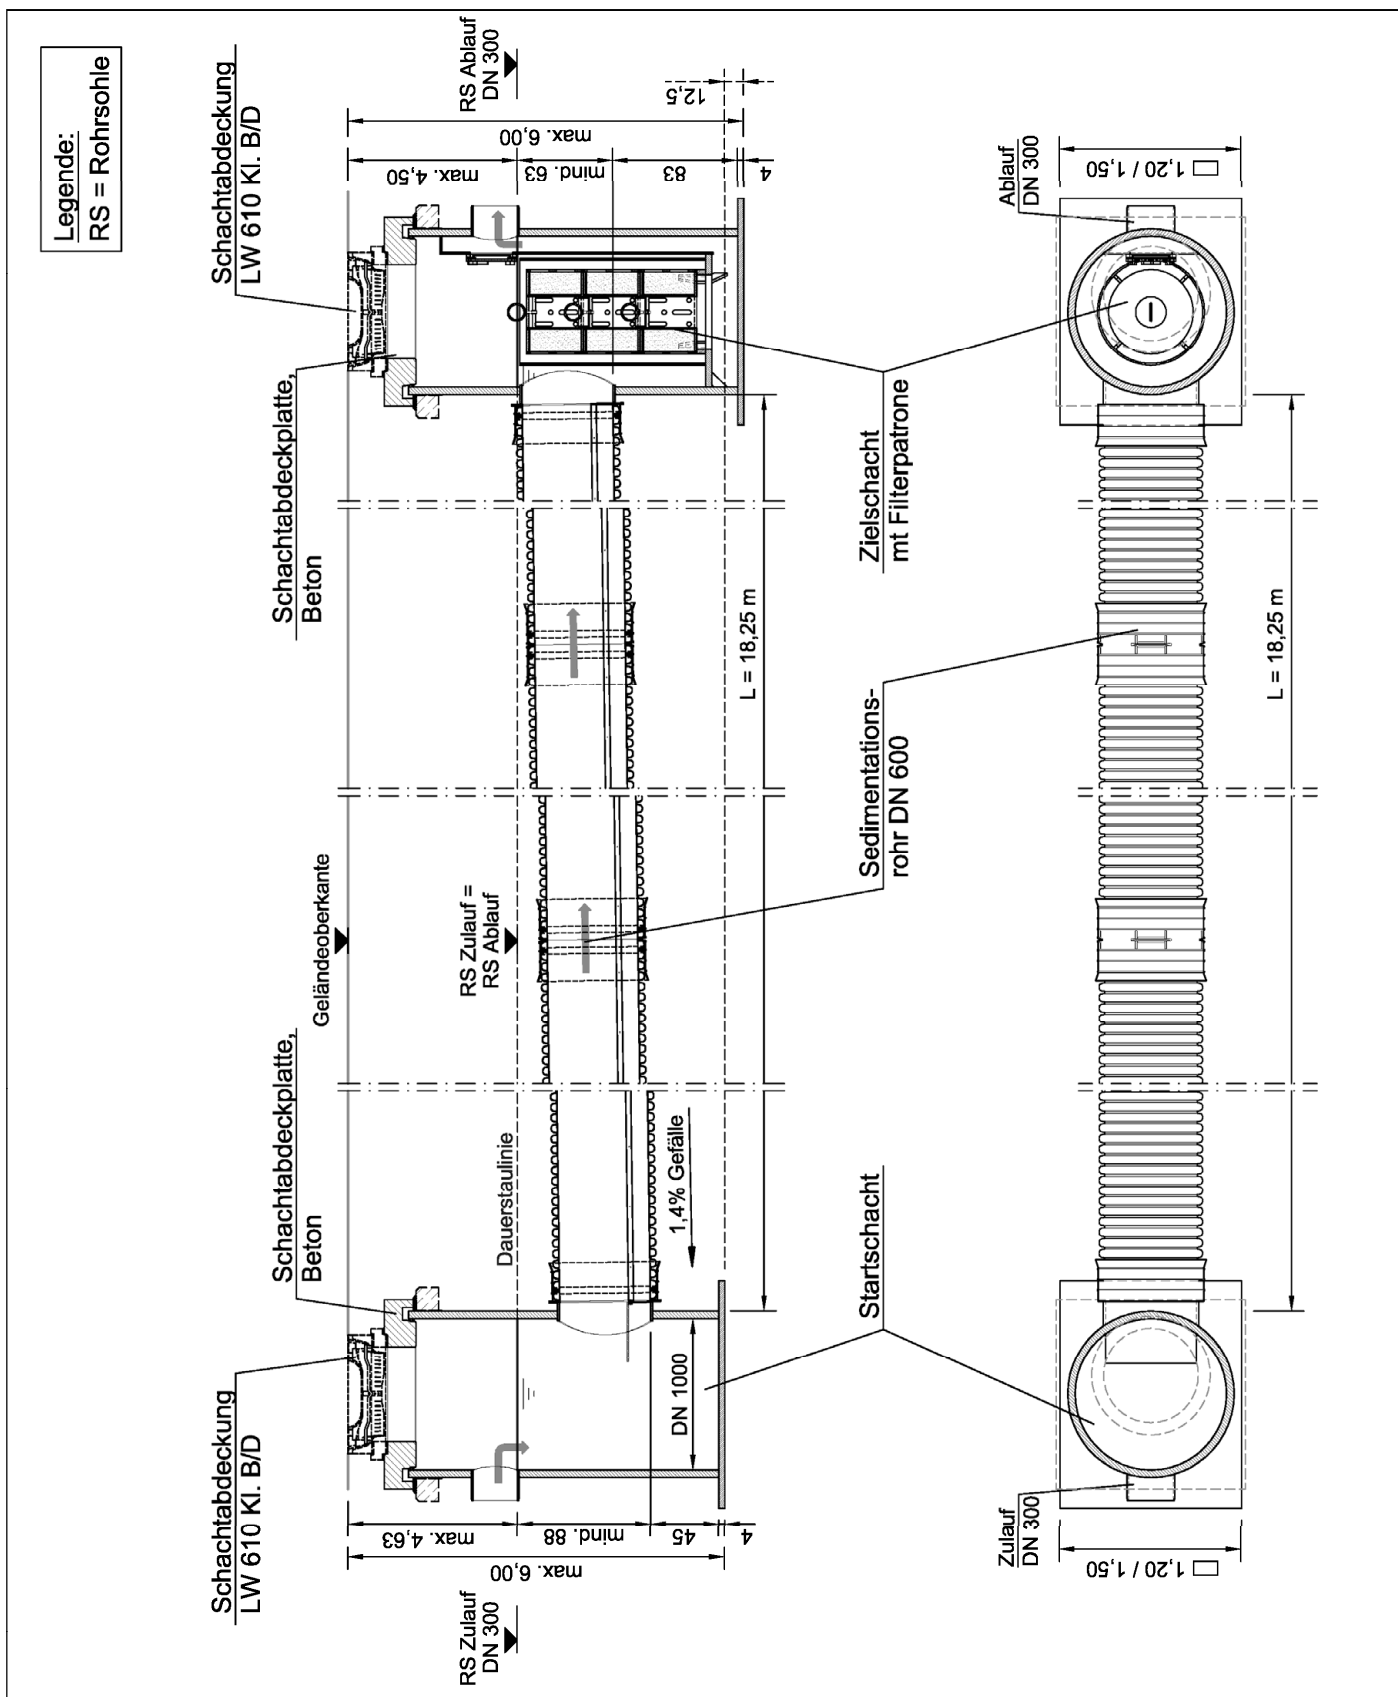 Legende:
RS = Rohrsohle
Schachtabdeckung
LW 610 Kl. B/D
Schachtabdeckplatte,
Beton
Geländeoberkante
Schachtabdeckplatte,
Beton
Schachtabdeckung
LW 610 Kl. B/D
RS Zulauf
DN 300
max. 6,00
max. 4,63
mind. 88
45
4
DN 1000
Dauerstaulinie
1,4% Gefälle
RS Zulauf =
RS Ablauf
L = 18,25 m
RS Ablauf
DN 300
max. 6,00
max. 4,50
mind. 63
83
4
12,5
Startschacht
Sedimentations-
rohr DN 600
Zielschacht
mt Filterpatrone
Zulauf
DN 300
1,20 / 1,50
L = 18,25 m
Ablauf
DN 300
1,20 / 1,50